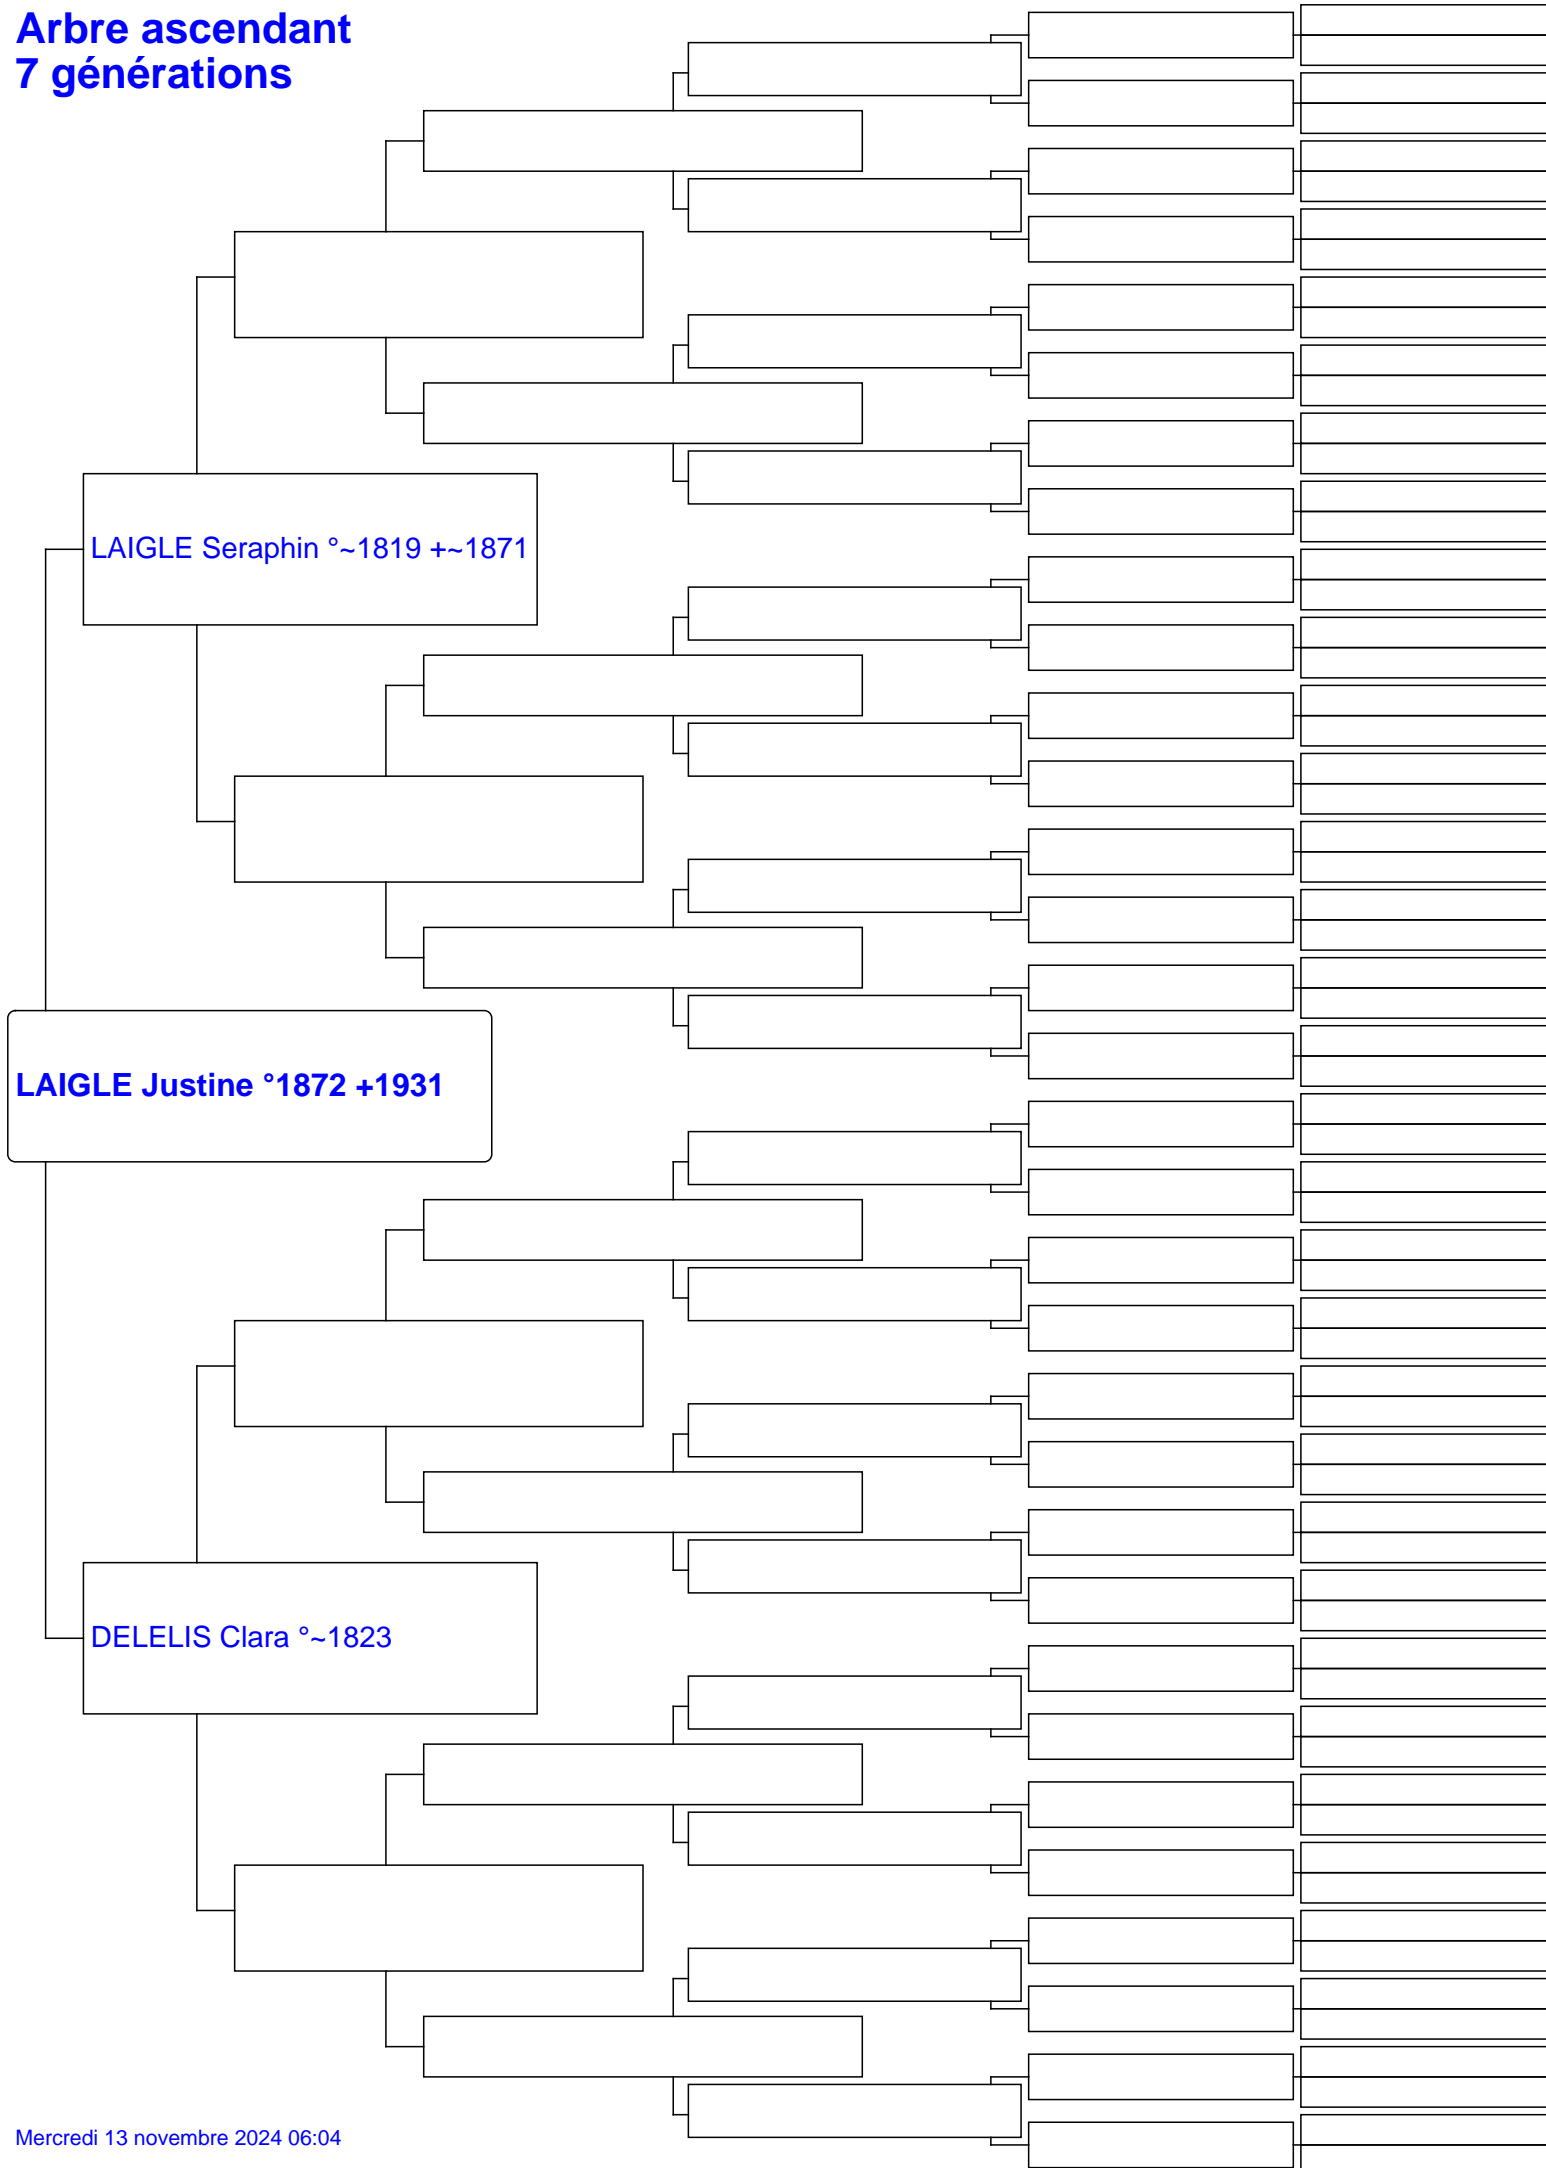 Arbre ascendant
7 générations
LAIGLE Seraphin °~1819 +~1871
LAIGLE Justine °1872 +1931
DELELIS Clara °~1823
Mercredi 13 novembre 2024 06:04